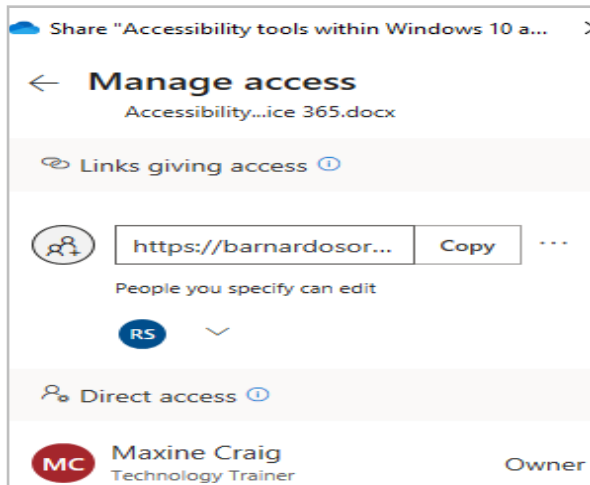 Share "Accessibility tools within Windows 10 a...
Manage access
Accessibility...ice 365.docx
Links giving access
https://barnardosor... Copy ...
People you specify can edit
RS
Direct access
MC Maxine Craig Owner
Technology Trainer